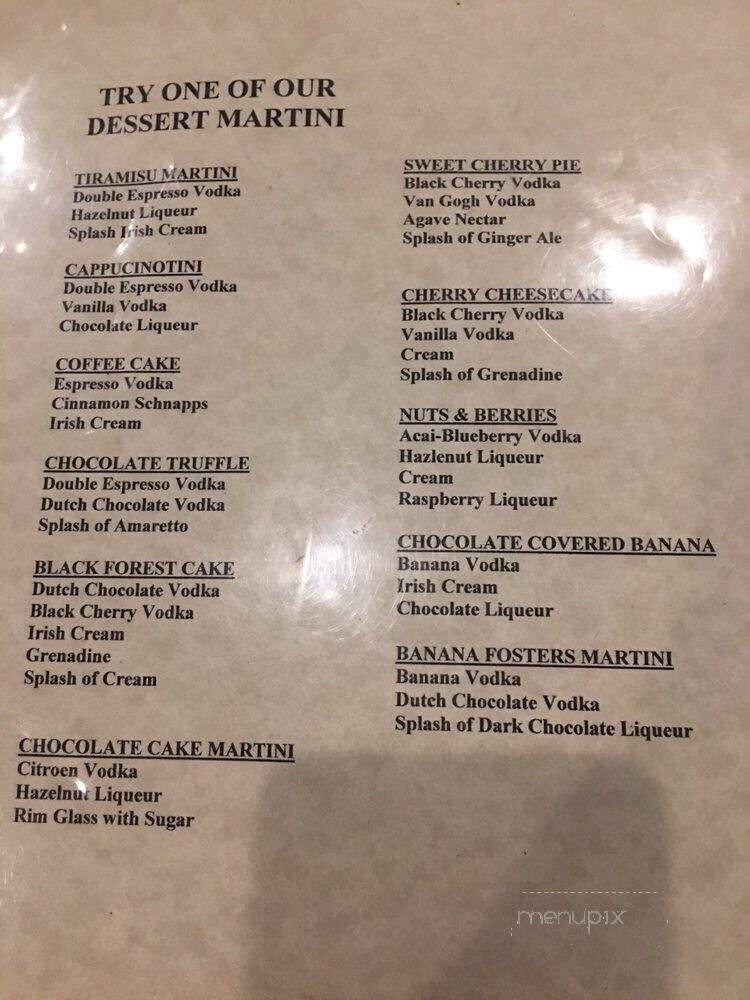 TRY ONE OF OUR
DESSERT MARTINI
TIRAMISU MARTINI
Double Espresso Vodka
Hazelnut Liqueur
Splash Irish Cream
CAPPUCINOTINI
Double Espresso Vodka
Vanilla Vodka
Chocolate Liqueur
COFFEE CAKE
Espresso Vodka
Cinnamon Schnapps
Irish Cream
CHOCOLATE TRUFFLE
Double Espresso Vodka
Dutch Chocolate Vodka
Splash of Amaretto
BLACK FOREST CAKE
Dutch Chocolate Vodka
Black Cherry Vodka
Irish Cream
Grenadine
Splash of Cream
CHOCOLATE CAKE MARTINI
Citroen Vodka
Hazelnut Liqueur
Rim Glass with Sugar
SWEET CHERRY PIE
Black Cherry Vodka
Van Gogh Vodka
Agave Nectar
Splash of Ginger Ale
CHERRY CHEESECAKE
Black Cherry Vodka
Vanilla Vodka
Cream
Splash of Grenadine
NUTS & BERRIES
Acai-Blueberry Vodka
Hazlenut Liqueur
Cream
Raspberry Liqueur
CHOCOLATE COVERED BANANA
Banana Vodka
Irish Cream
Chocolate Liqueur
BANANA FOSTERS MARTINI
Banana Vodka
Dutch Chocolate Vodka
Splash of Dark Chocolate Liqueur
menupix